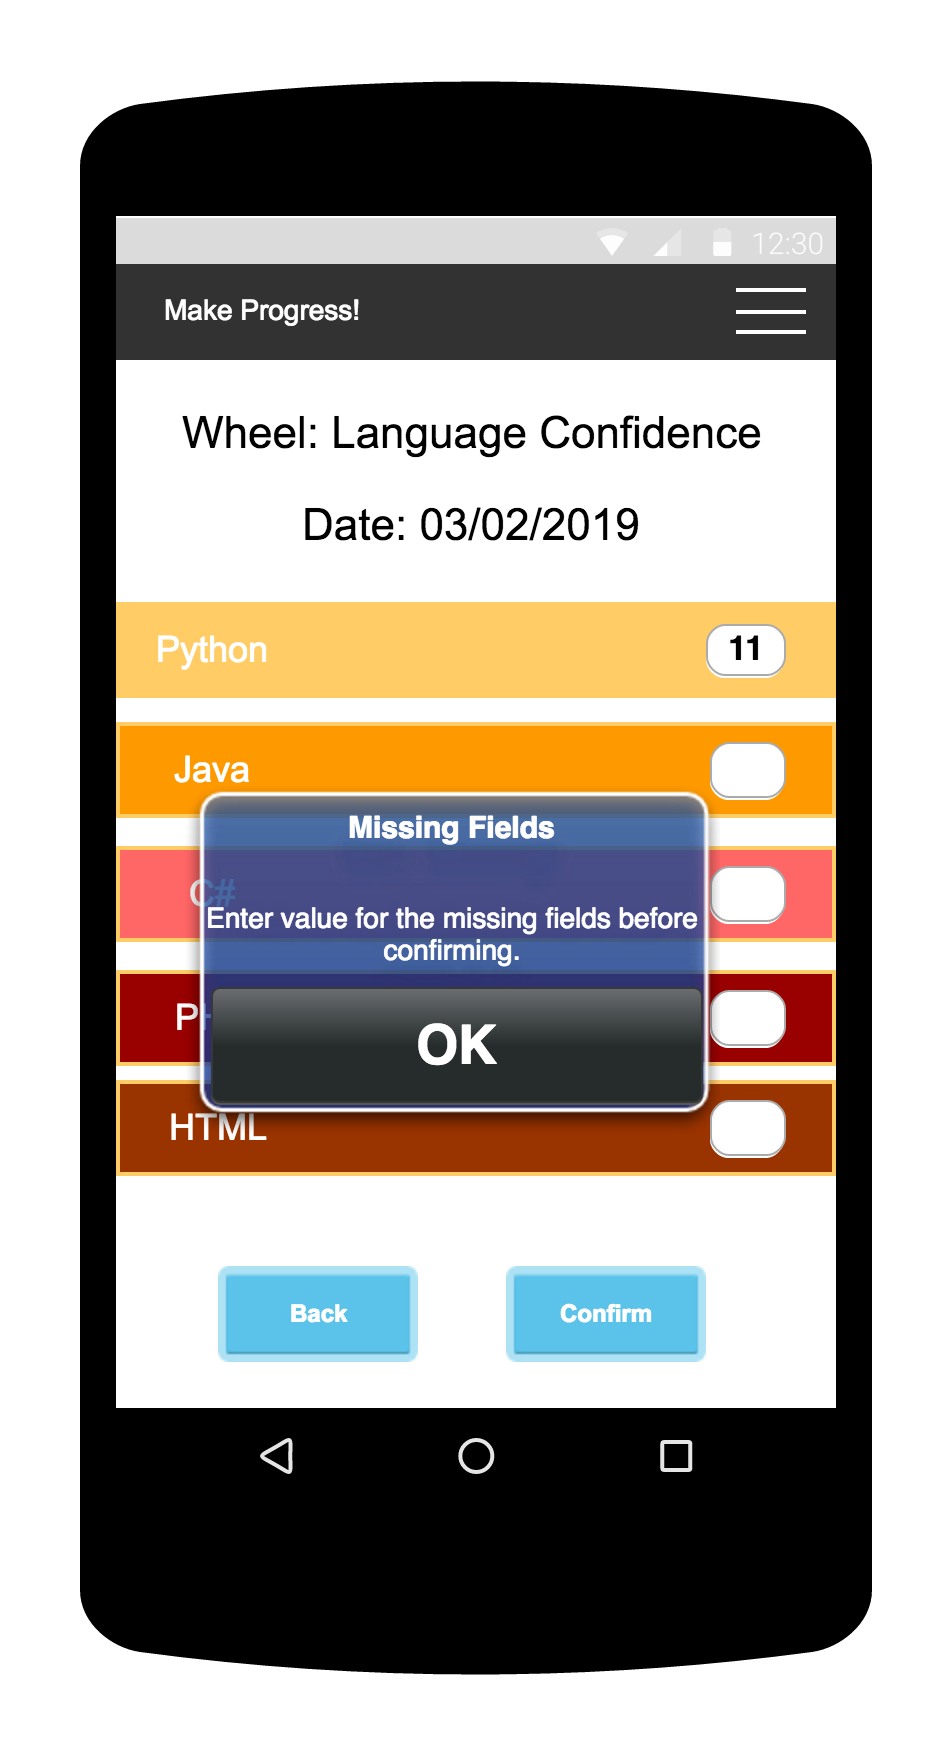 12:30
Make Progress!
Wheel: Language Confidence
Date: 03/02/2019
Python 11
Java
Missing Fields
C#
Enter value for the missing fields before
confirming.
OK
HTML
Back Confirm